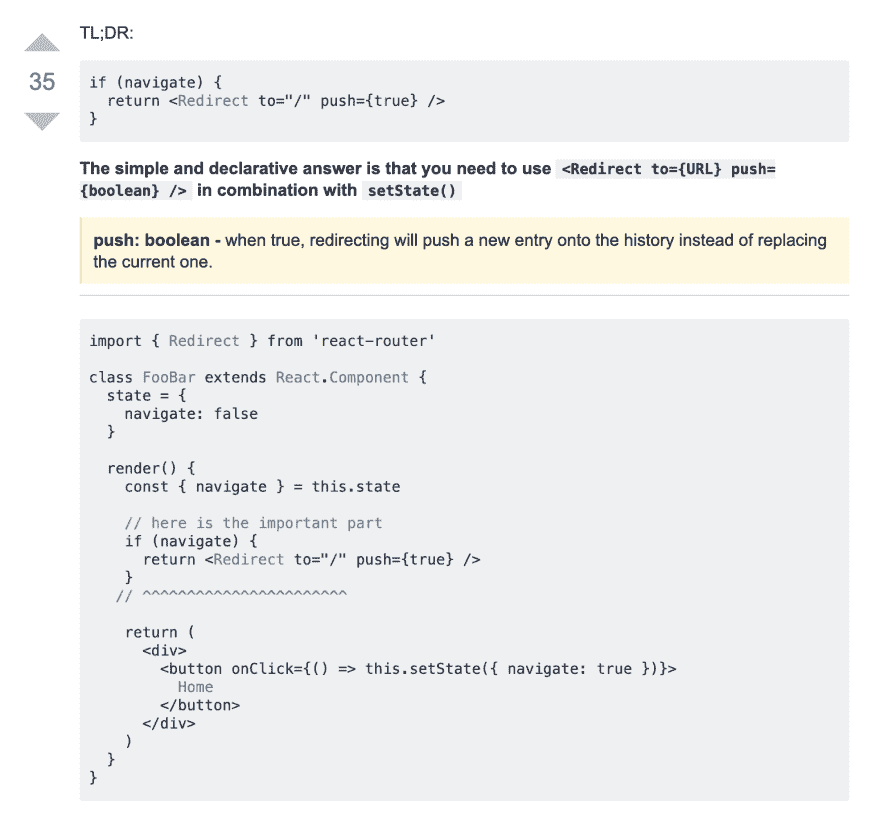 TL;DR:
35
if (navigate) {
  return <Redirect to="/" push={true} />
}
The simple and declarative answer is that you need to use <Redirect to={URL} push=
{boolean} /> in combination with setState()
push: boolean - when true, redirecting will push a new entry onto the history instead of replacing
the current one.
import { Redirect } from 'react-router'
class FooBar extends React.Component {
  state = {
    navigate: false
  }
  render() {
    const { navigate } = this.state
    // here is the important part
    if (navigate) {
      return <Redirect to="/" push={true} />
    }
   // ^^^^^^^^^^^^^^^^^^^^^^^
    return (
      <div>
        <button onClick={() => this.setState({ navigate: true })}>
          Home
        </button>
      </div>
    )
  }
}